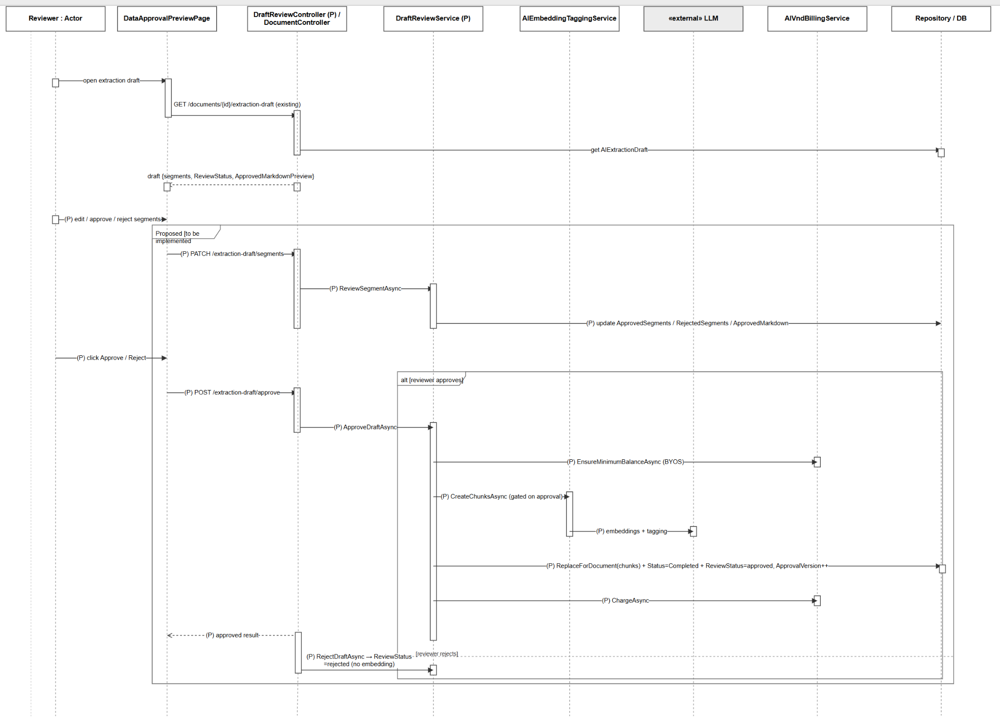 Reviewer : Actor
DataApprovalPreviewPage
DraftReviewController (P) /
DocumentController
DraftReviewService (P)
AIEmbeddingTaggingService
«external» LLM
AIVndBillingService
Repository / DB
open extraction draft
GET /documents/{id}/extraction-draft (existing)
get AIExtractionDraft
draft {segments, ReviewStatus, ApprovedMarkdownPreview}
(P) edit / approve / reject segments
Proposed [to be
implemented
(P) PATCH /extraction-draft/segments
(P) ReviewSegmentAsync
(P) update ApprovedSegments / RejectedSegments / ApprovedMarkdown
(P) click Approve / Reject
alt [reviewer approves]
(P) POST /extraction-draft/approve
(P) ApproveDraftAsync
(P) EnsureMinimumBalanceAsync (BYOS)
(P) CreateChunksAsync (gated on approval)
(P) embeddings + tagging
(P) ReplaceForDocument(chunks) + Status=Completed + ReviewStatus=approved, ApprovalVersion++
(P) ChargeAsync
(P) approved result
[reviewer rejects]
(P) RejectDraftAsync → ReviewStatus
=rejected (no embedding)